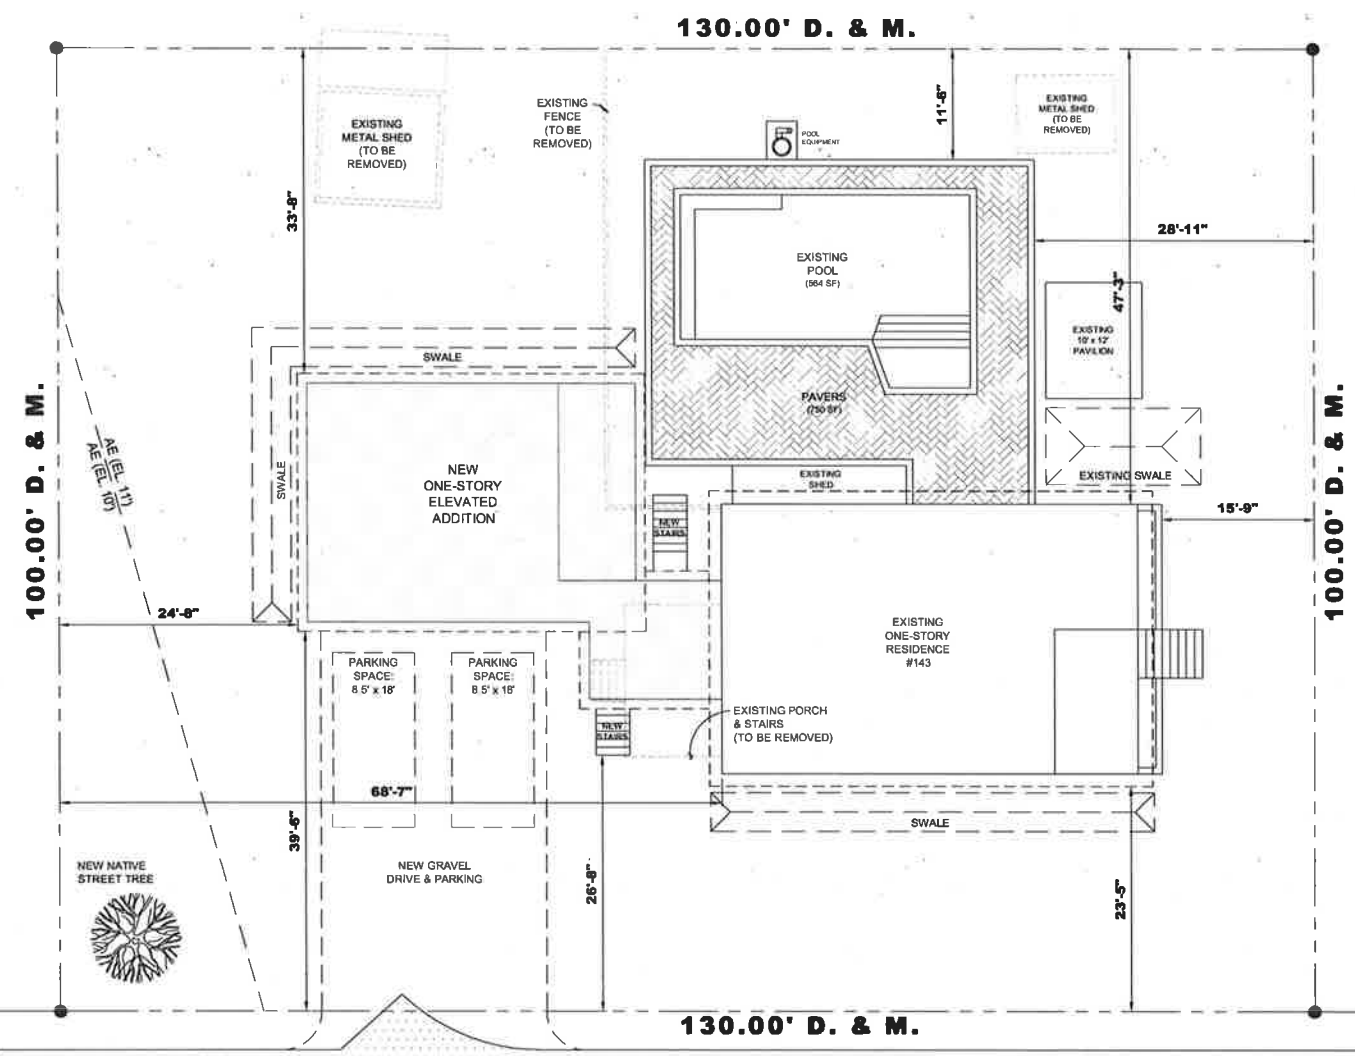 130.00' D. & M.
EXISTING
METAL SHED
(TO BE
REMOVED)
EXISTING
FENCE
(TO BE
REMOVED)
POOL
EQUIPMENT
11'-6"
EXISTING
METAL SHED
(TO BE
REMOVED)
33'-8"
28'-11"
EXISTING
POOL
(564 SF)
47'-3"
EXISTING
10' x 12'
PAVILION
SWALE
PAVERS
(750 SF)
100.00' D. & M.
AE (EL. 11')
AE (EL. 10')
SWALE
NEW
ONE-STORY
ELEVATED
ADDITION
EXISTING
SHED
EXISTING SWALE
NEW
STAIRS
15'-9"
100.00' D. & M.
24'-8"
EXISTING
ONE-STORY
RESIDENCE
#143
PARKING
SPACE:
8.5' x 18'
PARKING
SPACE:
8.5' x 18'
NEW
STAIRS
EXISTING PORCH
& STAIRS
(TO BE REMOVED)
68'-7"
39'-6"
SWALE
NEW NATIVE
STREET TREE
NEW GRAVEL
DRIVE & PARKING
26'-8"
23'-5"
130.00' D. & M.